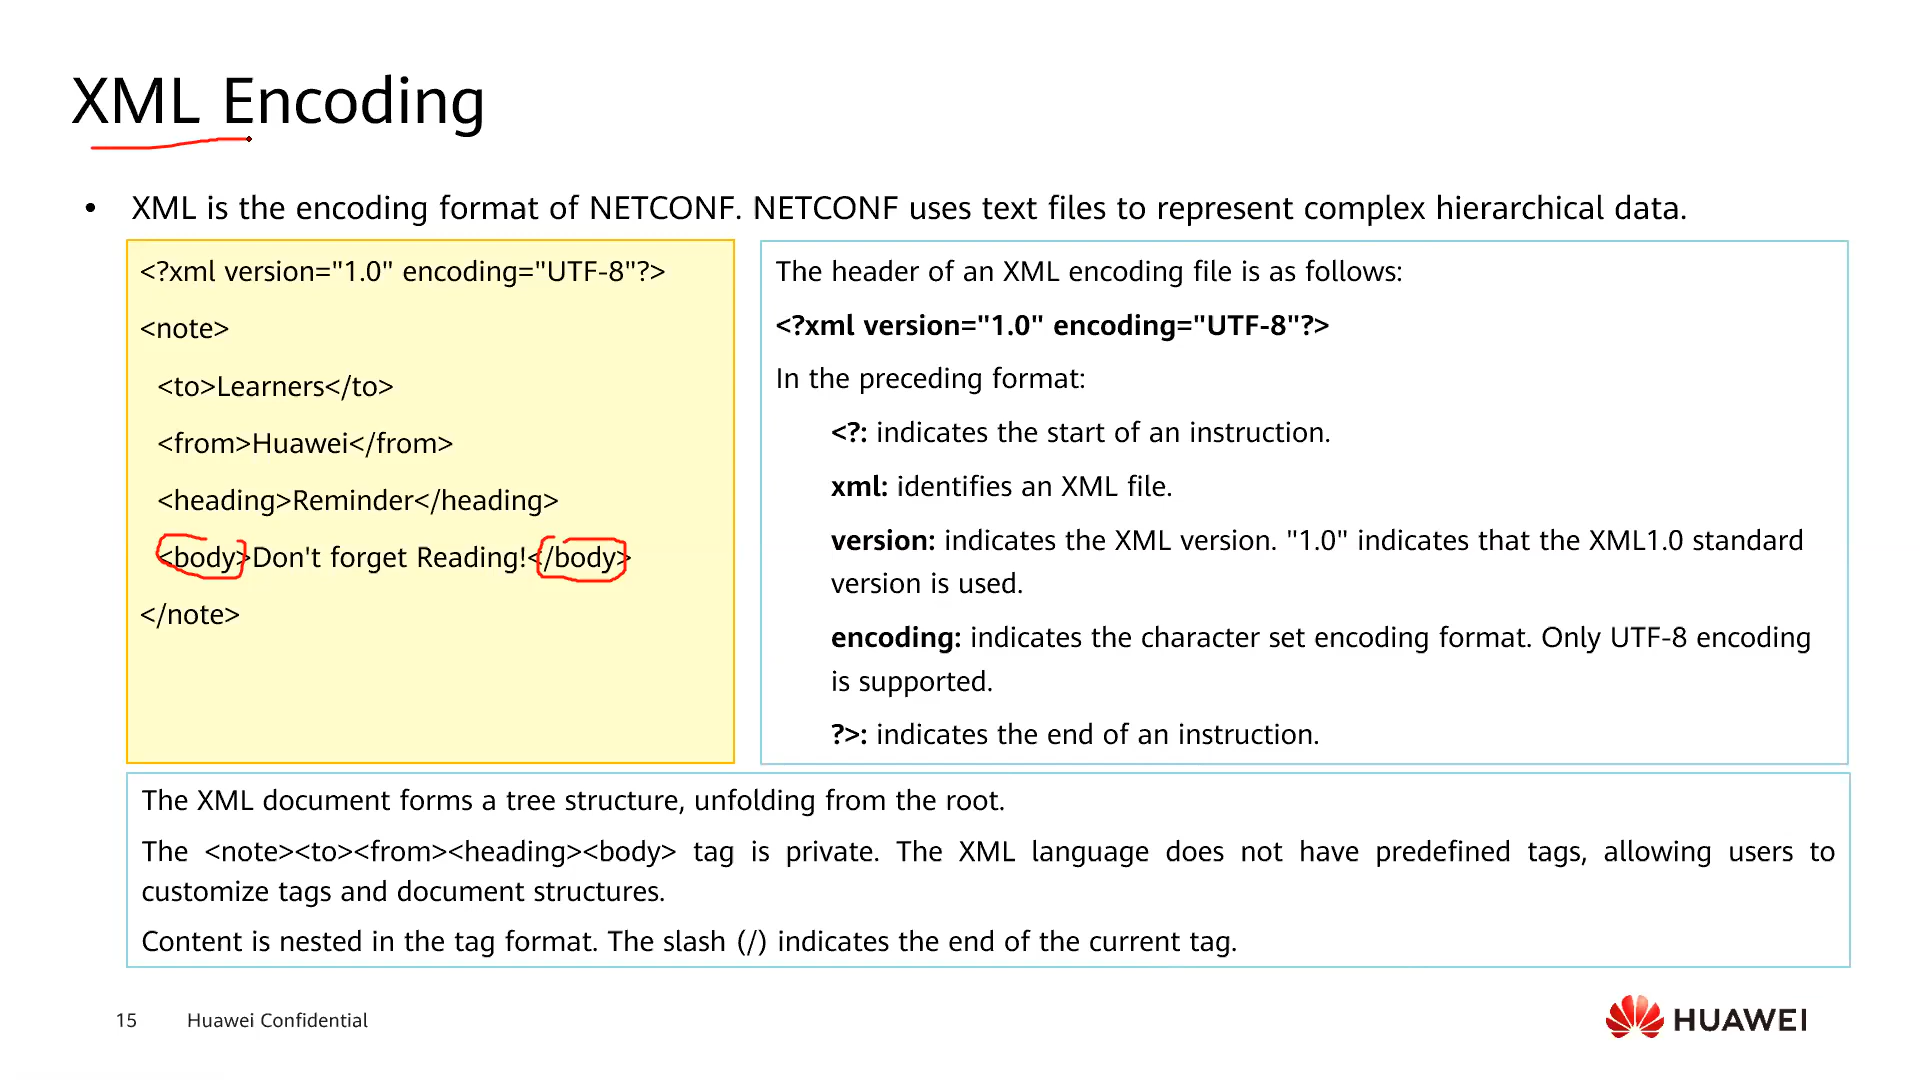 XML Encoding
• XML is the encoding format of NETCONF. NETCONF uses text files to represent complex hierarchical data.
<?xml version="1.0" encoding="UTF-8"?>
<note>
<to>Learners</to>
<from>Huawei</from>
<heading>Reminder</heading>
<body>Don't forget Reading!</body>
</note>
The header of an XML encoding file is as follows:
<?xml version="1.0" encoding="UTF-8"?>
In the preceding format:
<?: indicates the start of an instruction.
xml: identifies an XML file.
version: indicates the XML version. "1.0" indicates that the XML1.0 standard
version is used.
encoding: indicates the character set encoding format. Only UTF-8 encoding
is supported.
?>: indicates the end of an instruction.
The XML document forms a tree structure, unfolding from the root.
The <note><to><from><heading><body> tag is private. The XML language does not have predefined tags, allowing users to
customize tags and document structures.
Content is nested in the tag format. The slash (/) indicates the end of the current tag.
15 Huawei Confidential
HUAWEI